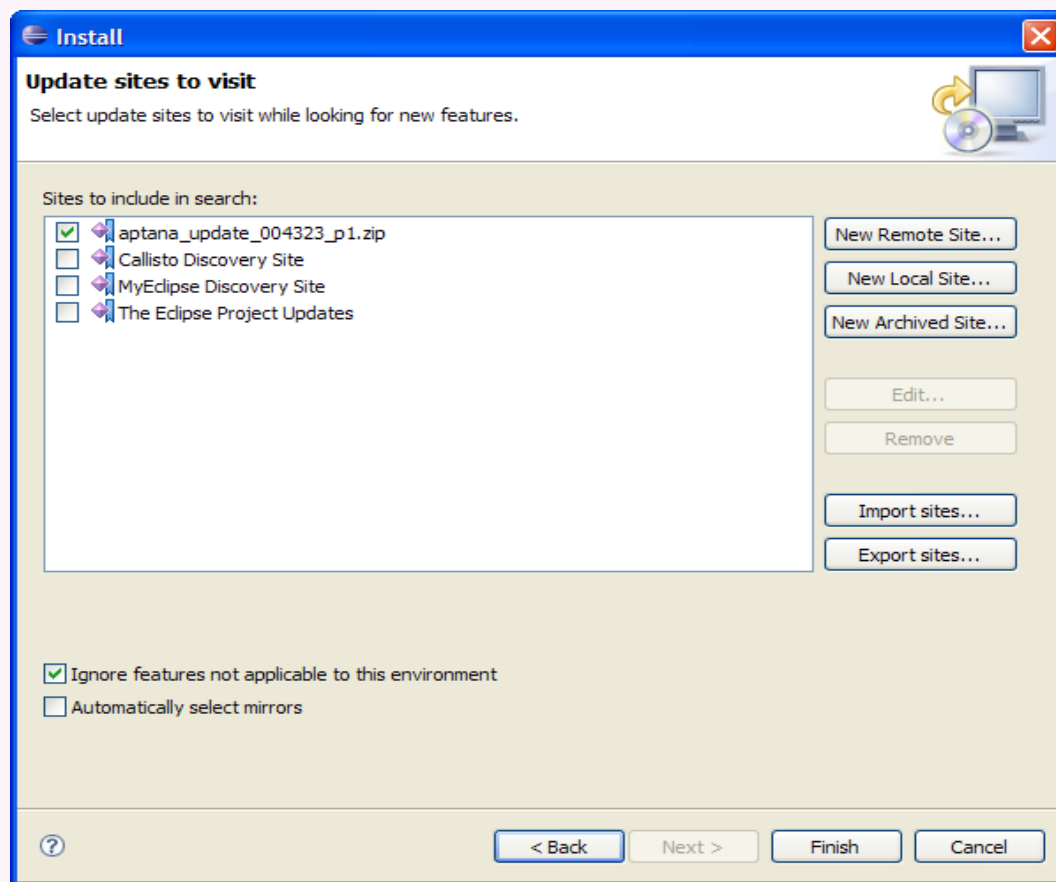 Install
Update sites to visit
Select update sites to visit while looking for new features.
Sites to include in search:
aptana_update_004323_p1.zip
Callisto Discovery Site
MyEclipse Discovery Site
The Eclipse Project Updates
New Remote Site...
New Local Site...
New Archived Site...
Edit...
Remove
Import sites...
Export sites...
Ignore features not applicable to this environment
Automatically select mirrors
?
< Back
Next >
Finish
Cancel